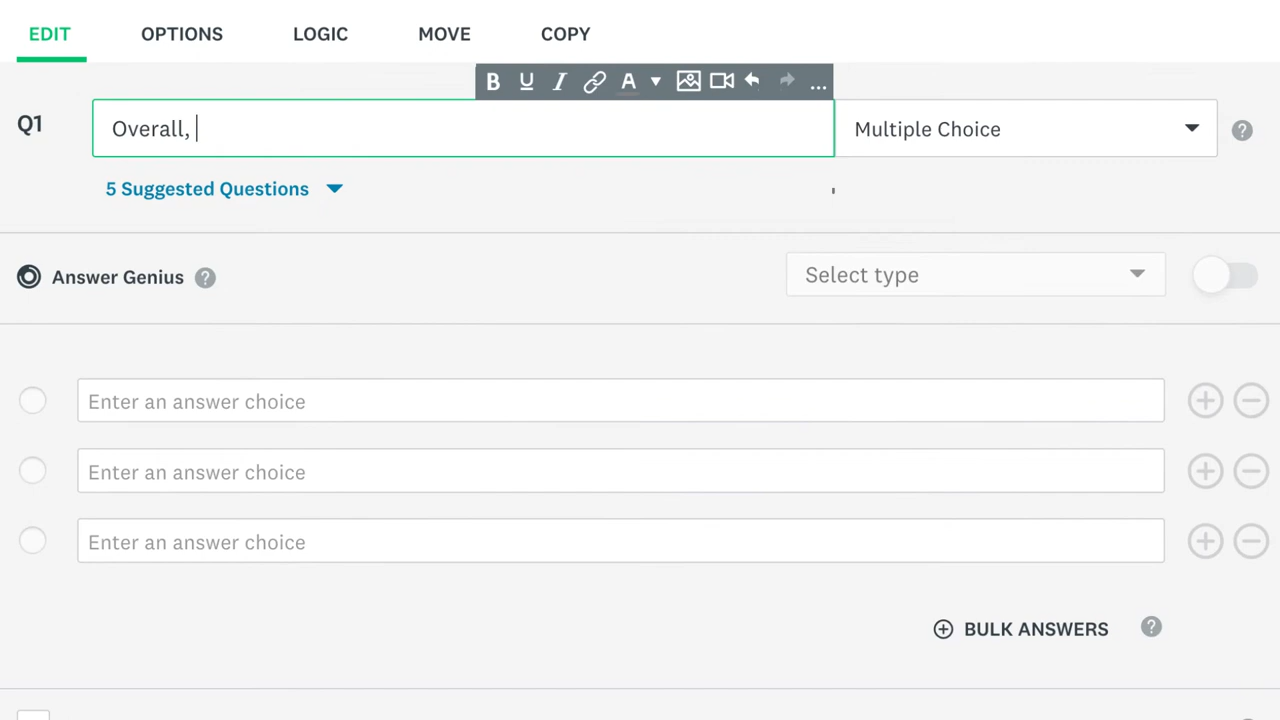 EDIT OPTIONS LOGIC MOVE COPY
B U I A ...
Q1 Overall, Multiple Choice ?
5 Suggested Questions
Answer Genius ? Select type
Enter an answer choice
Enter an answer choice
Enter an answer choice
BULK ANSWERS ?